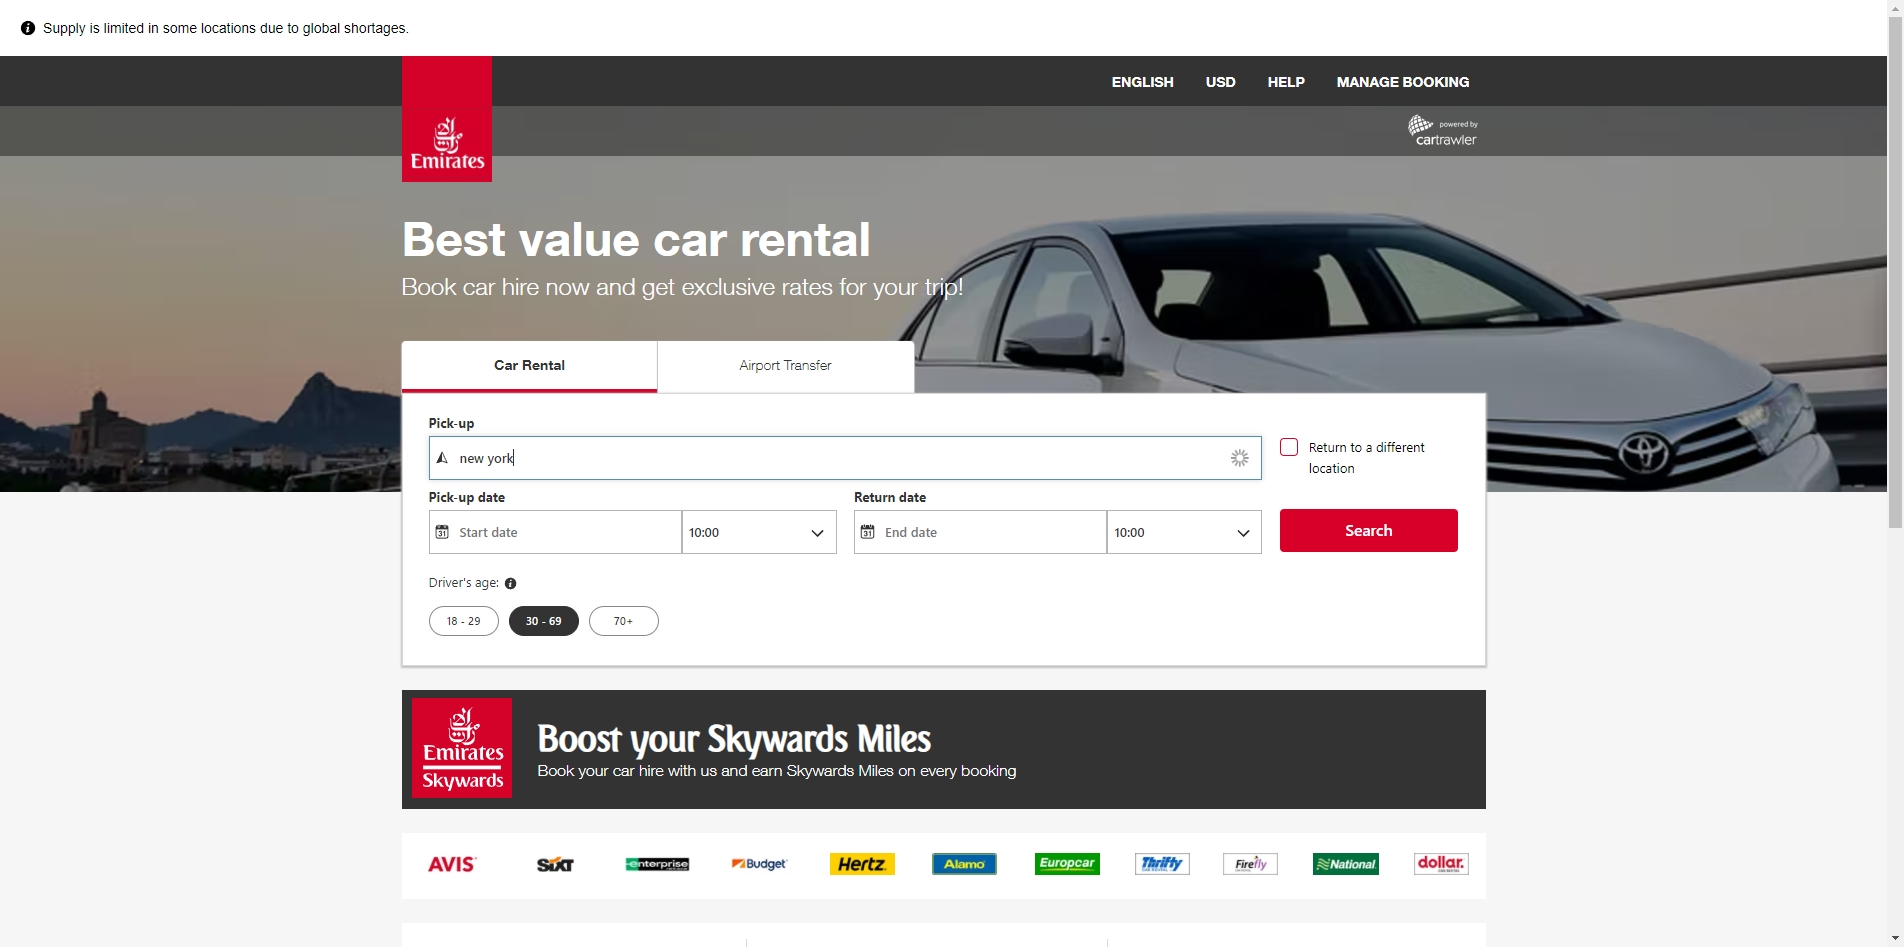 Supply is limited in some locations due to global shortages.
ENGLISH USD HELP MANAGE BOOKING
Emirates
powered by
cartrawler
Best value car rental
Book car hire now and get exclusive rates for your trip!
Car Rental Airport Transfer
Pick-up
new york
Return to a different
location
Pick-up date Return date
31 Start date 10:00 31 End date 10:00
Search
Driver's age:
18 - 29 30 - 69 70+
Emirates
Skywards
Boost your Skywards Miles
Book your car hire with us and earn Skywards Miles on every booking
AVIS SIXT enterprise Budget Hertz. Alamo Europcar Thrifty Firefly National dollar.